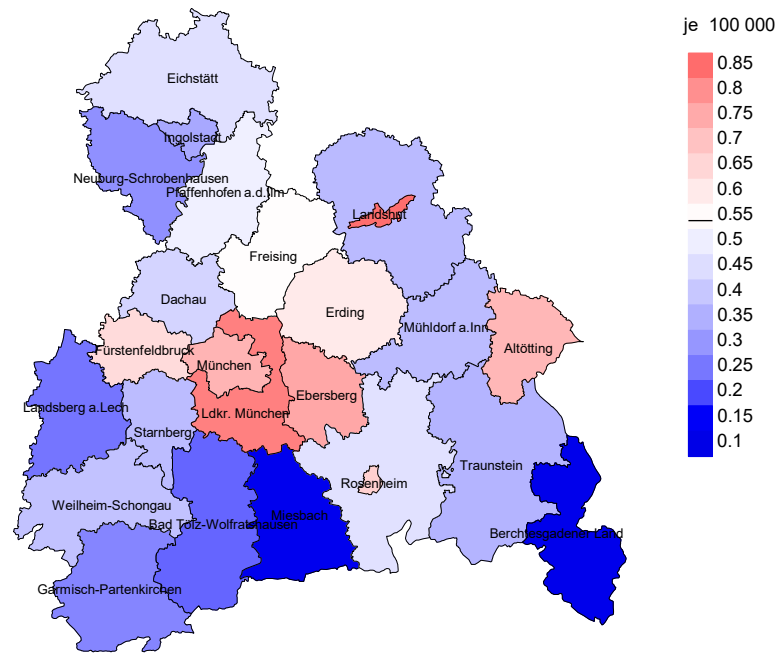 je 100 000
0.85
0.8
0.75
0.7
0.65
0.6
0.55
0.5
0.45
0.4
0.35
0.3
0.25
0.2
0.15
0.1
Eichstätt
Ingolstadt
Neuburg-Schrobenhausen
Pfaffenhofen a.d.Ilm
Landshut
Freising
Dachau
Erding
Mühldorf a.Inn
Fürstenfeldbruck
München
Altötting
Ebersberg
Landsberg a.Lech
Ldkr. München
Starnberg
Traunstein
Rosenheim
Weilheim-Schongau
Miesbach
Bad Tölz-Wolfratshausen
Berchtesgadener Land
Garmisch-Partenkirchen